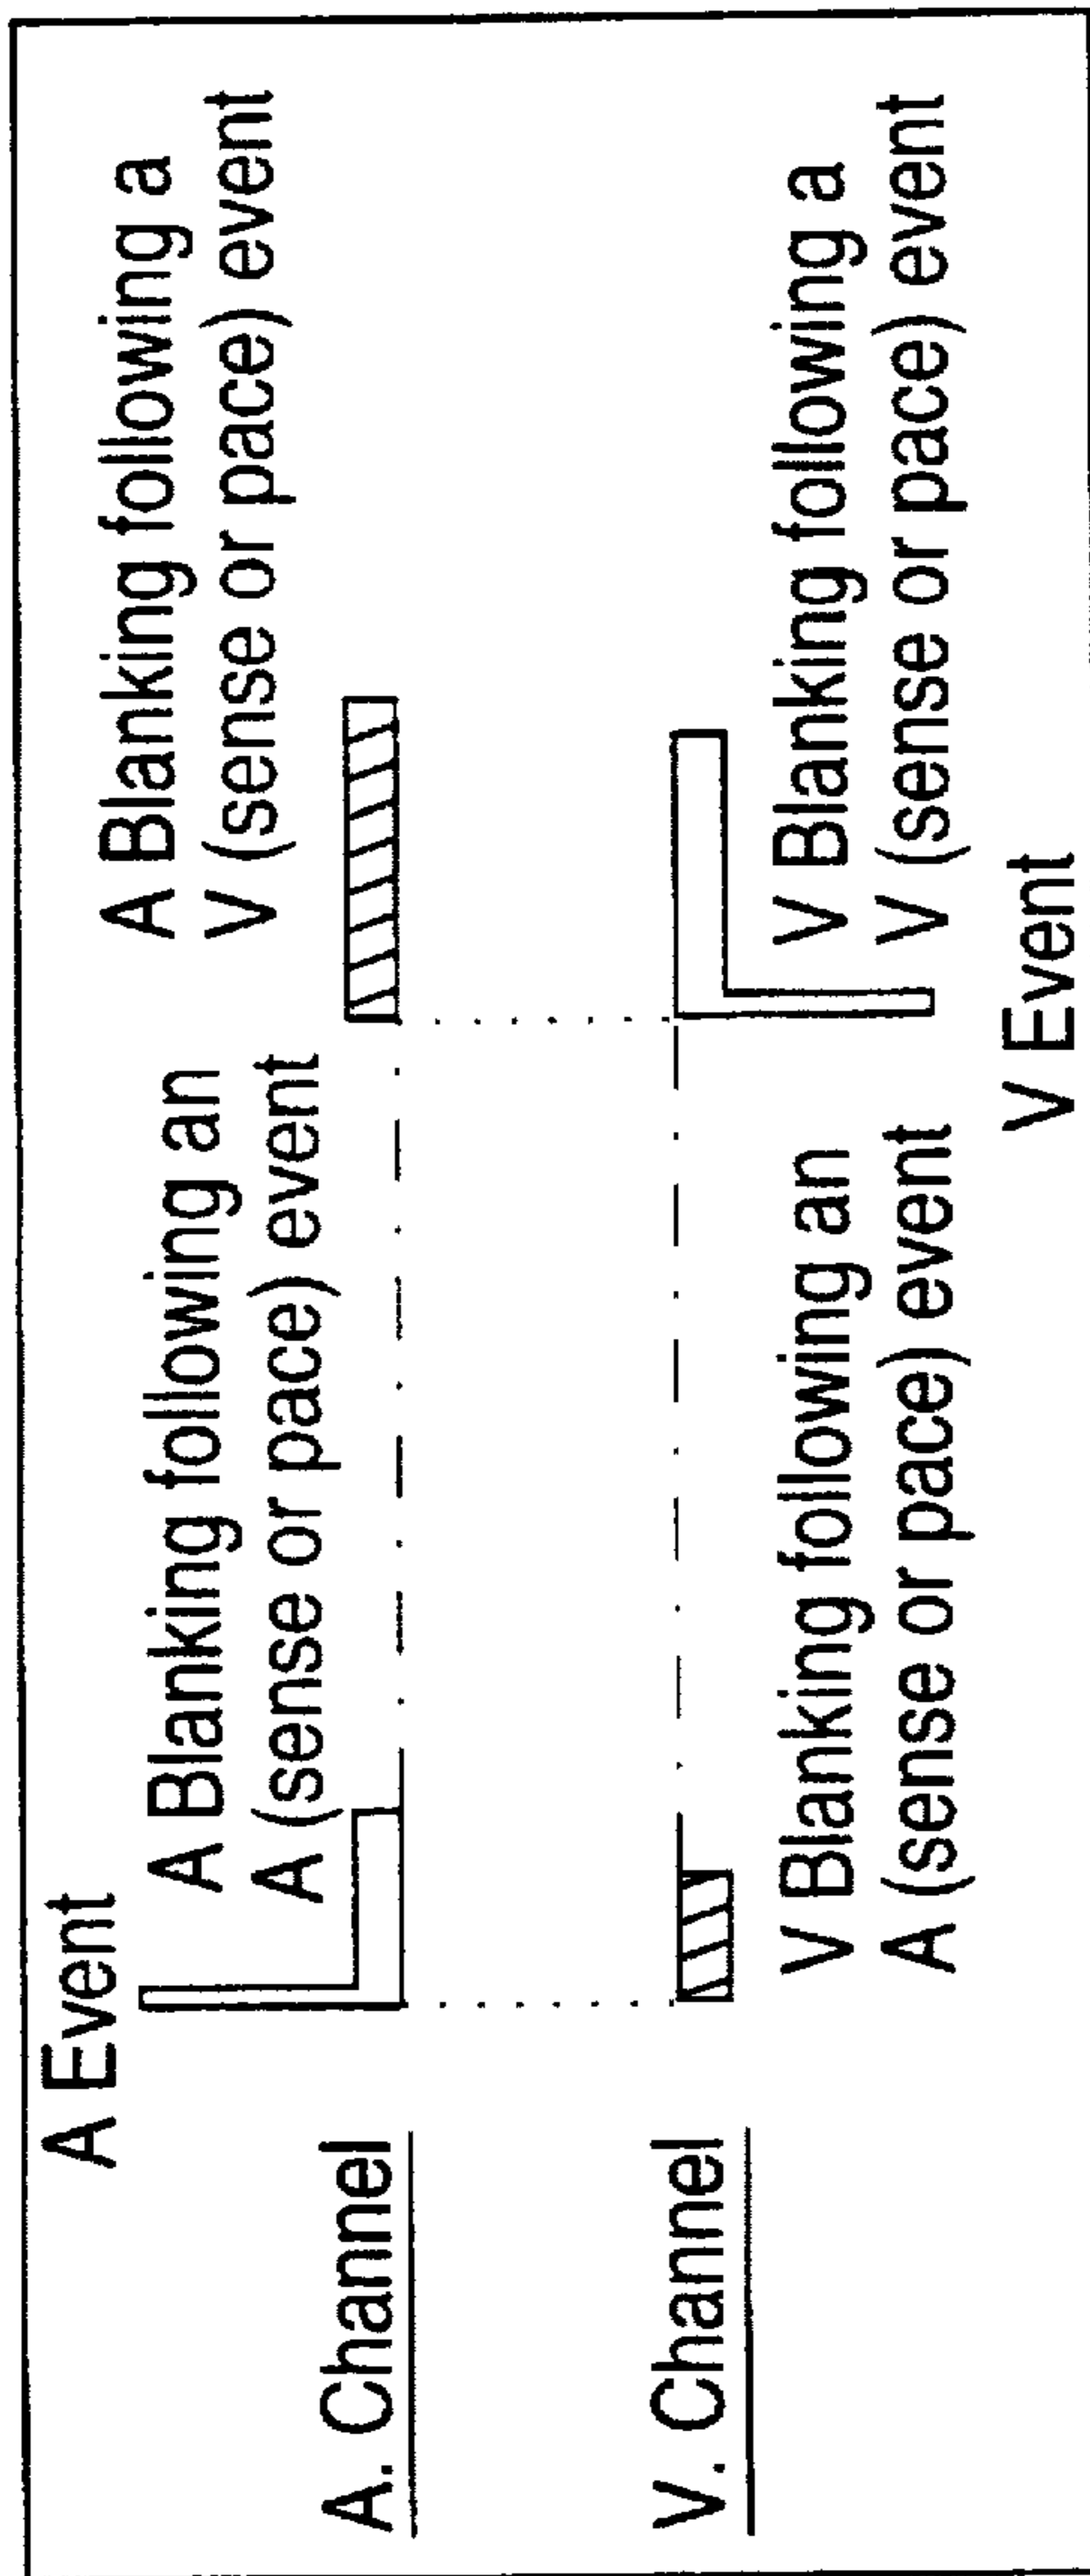 A Event
A Blanking following an
A (sense or pace) event
A Blanking following a
V (sense or pace) event
A. Channel
V. Channel
V Blanking following an
A (sense or pace) event
V Blanking following a
V (sense or pace) event
V Event